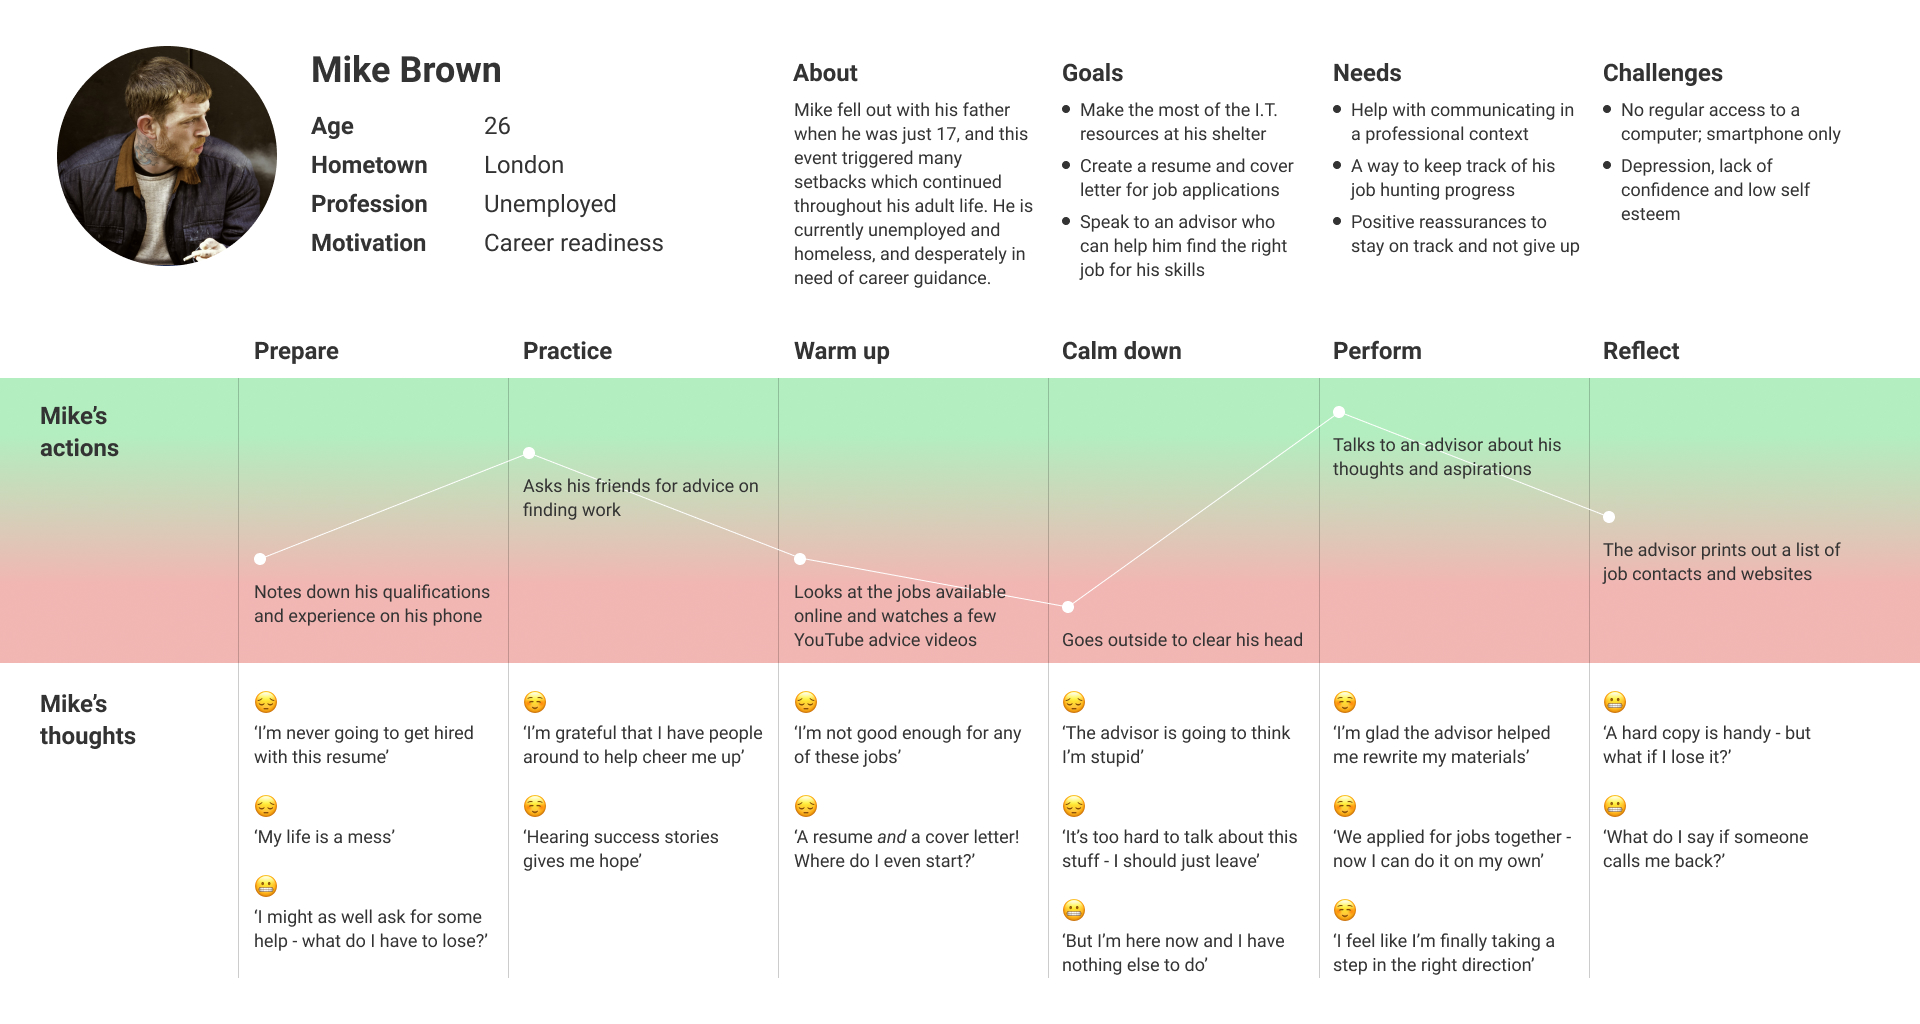 Mike Brown
Age 26
Hometown London
Profession Unemployed
Motivation Career readiness
About
Mike fell out with his father
when he was just 17, and this
event triggered many
setbacks which continued
throughout his adult life. He is
currently unemployed and
homeless, and desperately in
need of career guidance.
Goals
Make the most of the I.T.
resources at his shelter
Create a resume and cover
letter for job applications
Speak to an advisor who
can help him find the right
job for his skills
Needs
Help with communicating in
a professional context
A way to keep track of his
job hunting progress
Positive reassurances to
stay on track and not give up
Challenges
No regular access to a
computer; smartphone only
Depression, lack of
confidence and low self
esteem
Prepare
Practice
Warm up
Calm down
Perform
Reflect
Mike’s
actions
Notes down his qualifications
and experience on his phone
Asks his friends for advice on
finding work
Looks at the jobs available
online and watches a few
YouTube advice videos
Goes outside to clear his head
Talks to an advisor about his
thoughts and aspirations
The advisor prints out a list of
job contacts and websites
Mike’s
thoughts
‘I’m never going to get hired
with this resume’
‘My life is a mess’
‘I might as well ask for some
help - what do I have to lose?’
‘I’m grateful that I have people
around to help cheer me up’
‘Hearing success stories
gives me hope’
‘I’m not good enough for any
of these jobs’
‘A resume and a cover letter!
Where do I even start?’
‘The advisor is going to think
I’m stupid’
‘It’s too hard to talk about this
stuff - I should just leave’
‘But I’m here now and I have
nothing else to do’
‘I’m glad the advisor helped
me rewrite my materials’
‘We applied for jobs together -
now I can do it on my own’
‘I feel like I’m finally taking a
step in the right direction’
‘A hard copy is handy - but
what if I lose it?’
‘What do I say if someone
calls me back?’